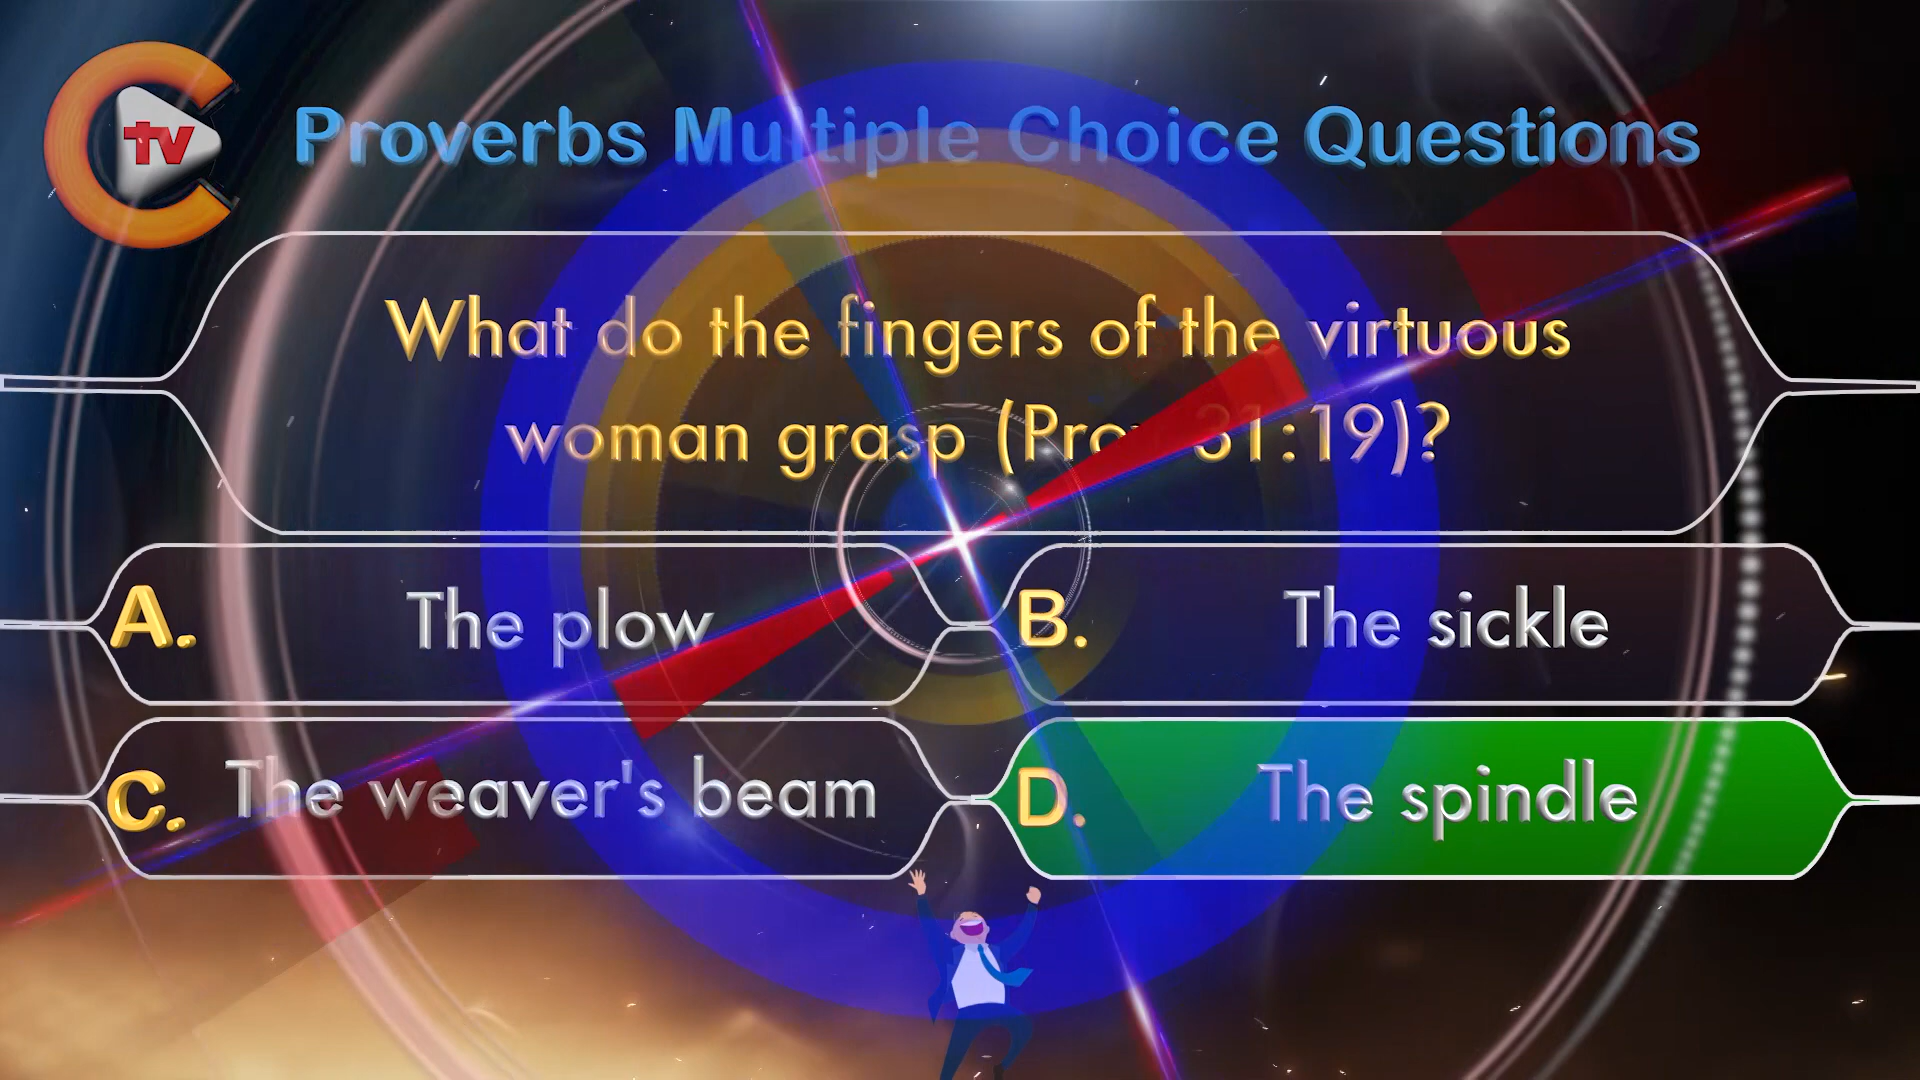 TV
Proverbs Multiple Choice Questions
What do the fingers of the virtuous
woman grasp (Prov 31:19)?
A. The plow
B. The sickle
C. The weaver's beam
D. The spindle